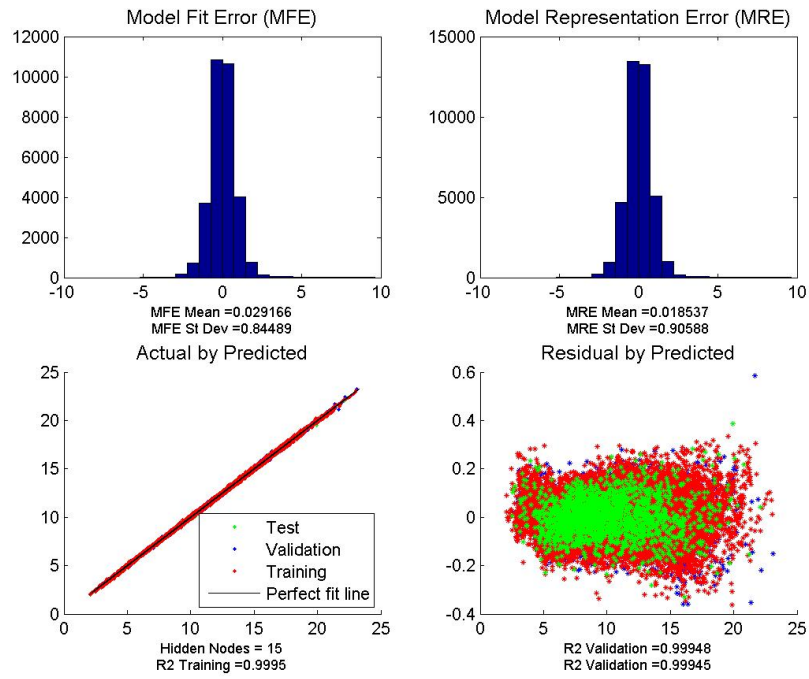 Model Fit Error (MFE)
12000
10000
8000
6000
4000
2000
0
-10 -5 0 5 10
MFE Mean =0.029166
MFE St Dev =0.84489
Model Representation Error (MRE)
15000
10000
5000
0
-10 -5 0 5 10
MRE Mean =0.018537
MRE St Dev =0.90588
Actual by Predicted
25
20
15
10
5
0
0 5 10 15 20 25
Test
Validation
Training
Perfect fit line
Hidden Nodes = 15
R2 Training =0.9995
Residual by Predicted
0.6
0.4
0.2
0
-0.2
-0.4
0 5 10 15 20 25
R2 Validation =0.99948
R2 Validation =0.99945